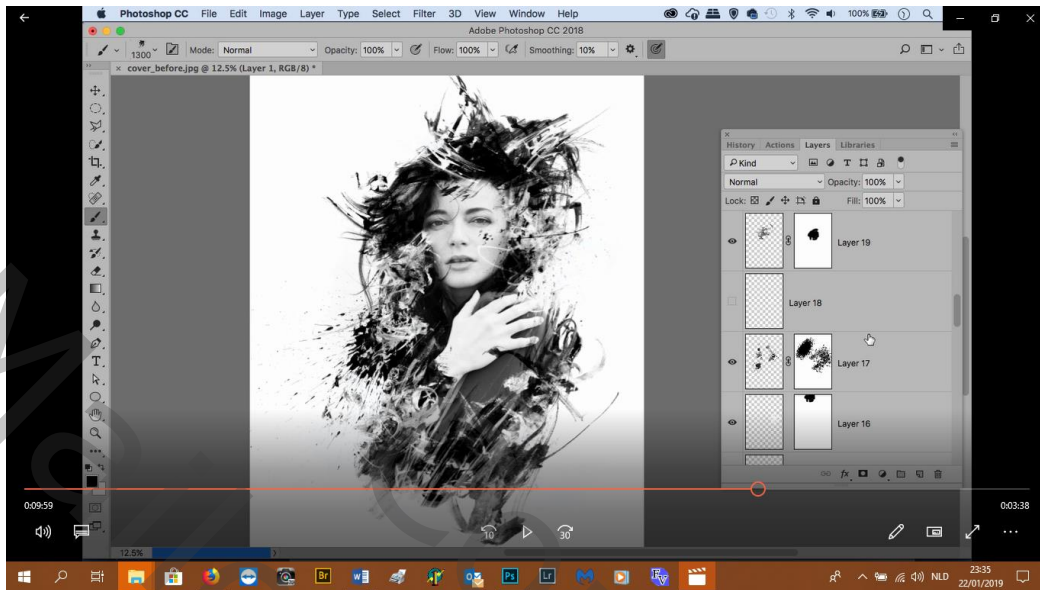 Photoshop CC File Edit Image Layer Type Select Filter 3D View Window Help 100%
Adobe Photoshop CC 2018
1300 Mode: Normal Opacity: 100% Flow: 100% Smoothing: 10%
× cover_before.jpg @ 12.5% (Layer 1, RGB/8) *
History Actions Layers Libraries
Kind
Normal Opacity: 100%
Lock: Fill: 100%
Layer 19
Layer 18
Layer 17
Layer 16
fx
T
0:09:59 0:03:38
10 30
12.5%
Br Ps Lr
NLD
23:35
22/01/2019